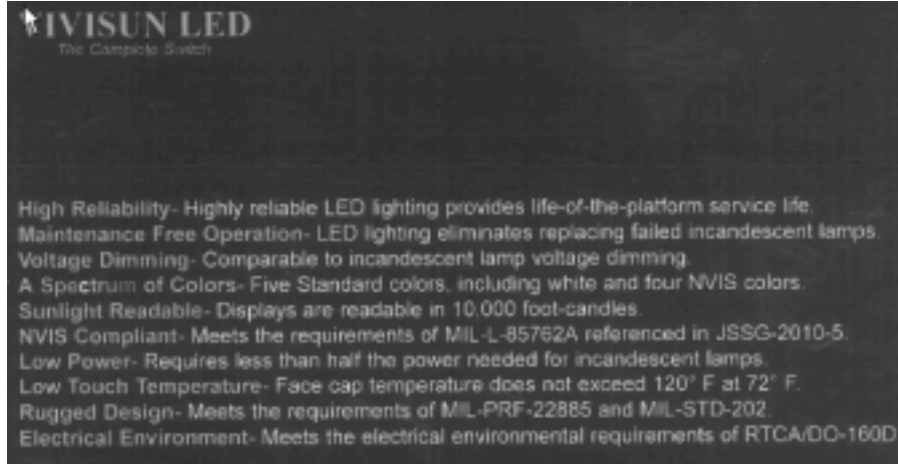 VIVISUN LED
The Complete Switch
High Reliability- Highly reliable LED lighting provides life-of-the-platform service life.
Maintenance Free Operation- LED lighting eliminates replacing failed incandescent lamps.
Voltage Dimming- Comparable to incandescent lamp voltage dimming.
A Spectrum of Colors- Five Standard colors, including white and four NVIS colors.
Sunlight Readable- Displays are readable in 10,000 foot-candles.
NVIS Compliant- Meets the requirements of MIL-L-85762A referenced in JSSG-2010-5.
Low Power- Requires less than half the power needed for incandescent lamps.
Low Touch Temperature- Face cap temperature does not exceed 120° F at 72° F.
Rugged Design- Meets the requirements of MIL-PRF-22885 and MIL-STD-202.
Electrical Environment- Meets the electrical environmental requirements of RTCA/DO-160D